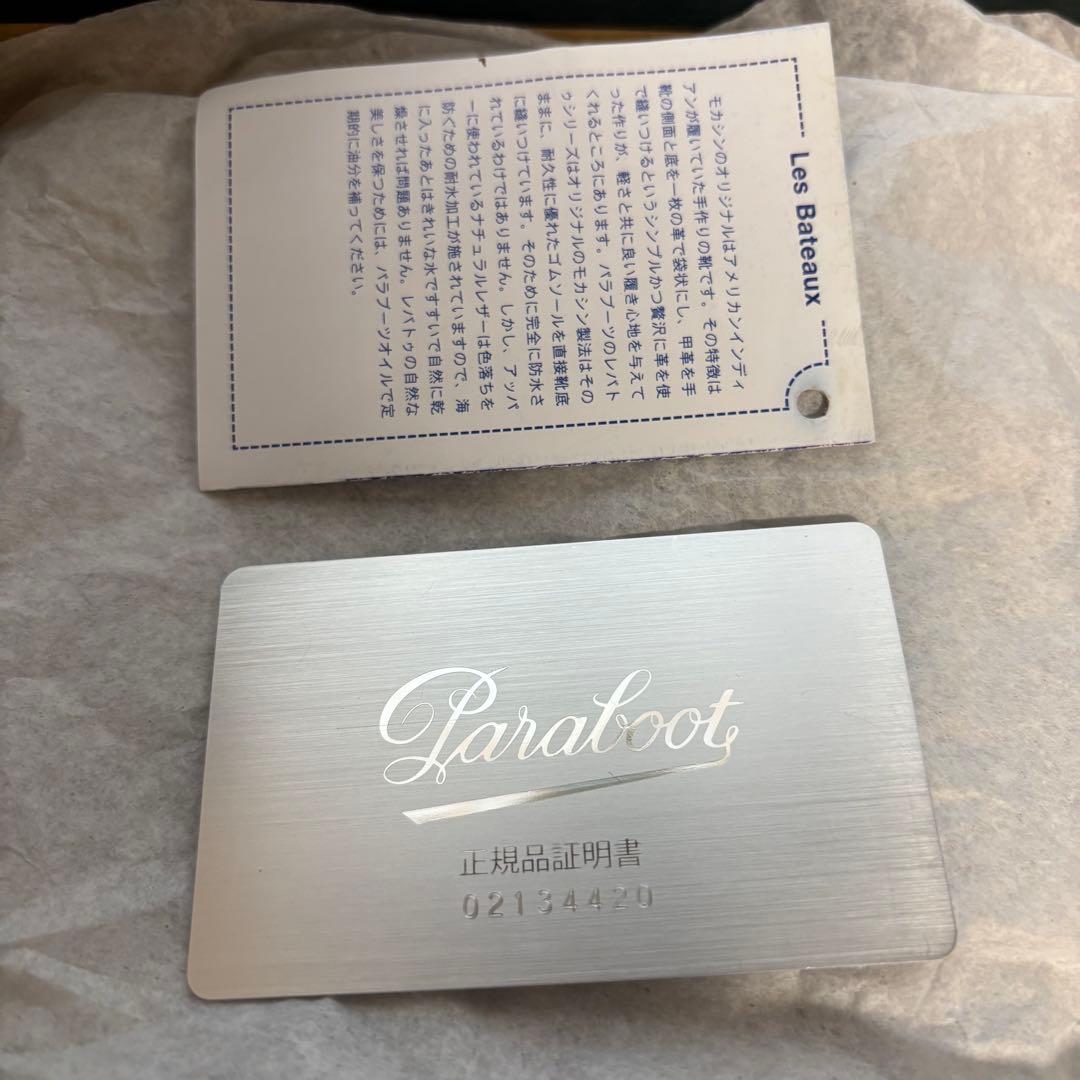 Les Bateaux
モカシンのオリジナルはアメリカンインディ
アンが履いていた手作りの靴です。その特徴は
靴の側面と底を一枚の革で袋状にし、甲革を手
で縫いつけるというシンプルかつ贅沢に革を使
った作りが、軽さと共に良い履き心地を与えて
くれるところにあります。パラブーツのレバト
ゥシリーズはオリジナルのモカシン製法はその
ままに、耐久性に優れたゴムソールを直接靴底
に縫いつけています。そのために完全に防水さ
れているわけではありません。しかし、アッパ
ーに使われているナチュラルレザーは色落ちを
防ぐための耐水加工が施されていますので、海
に入ったあとはきれいな水ですすいで自然に乾
燥させれば問題ありません。レバトゥの自然な
美しさを保つためには、パラブーツオイルで定
期的に油分を補ってください。
Paraboot
正規品証明書
02134420